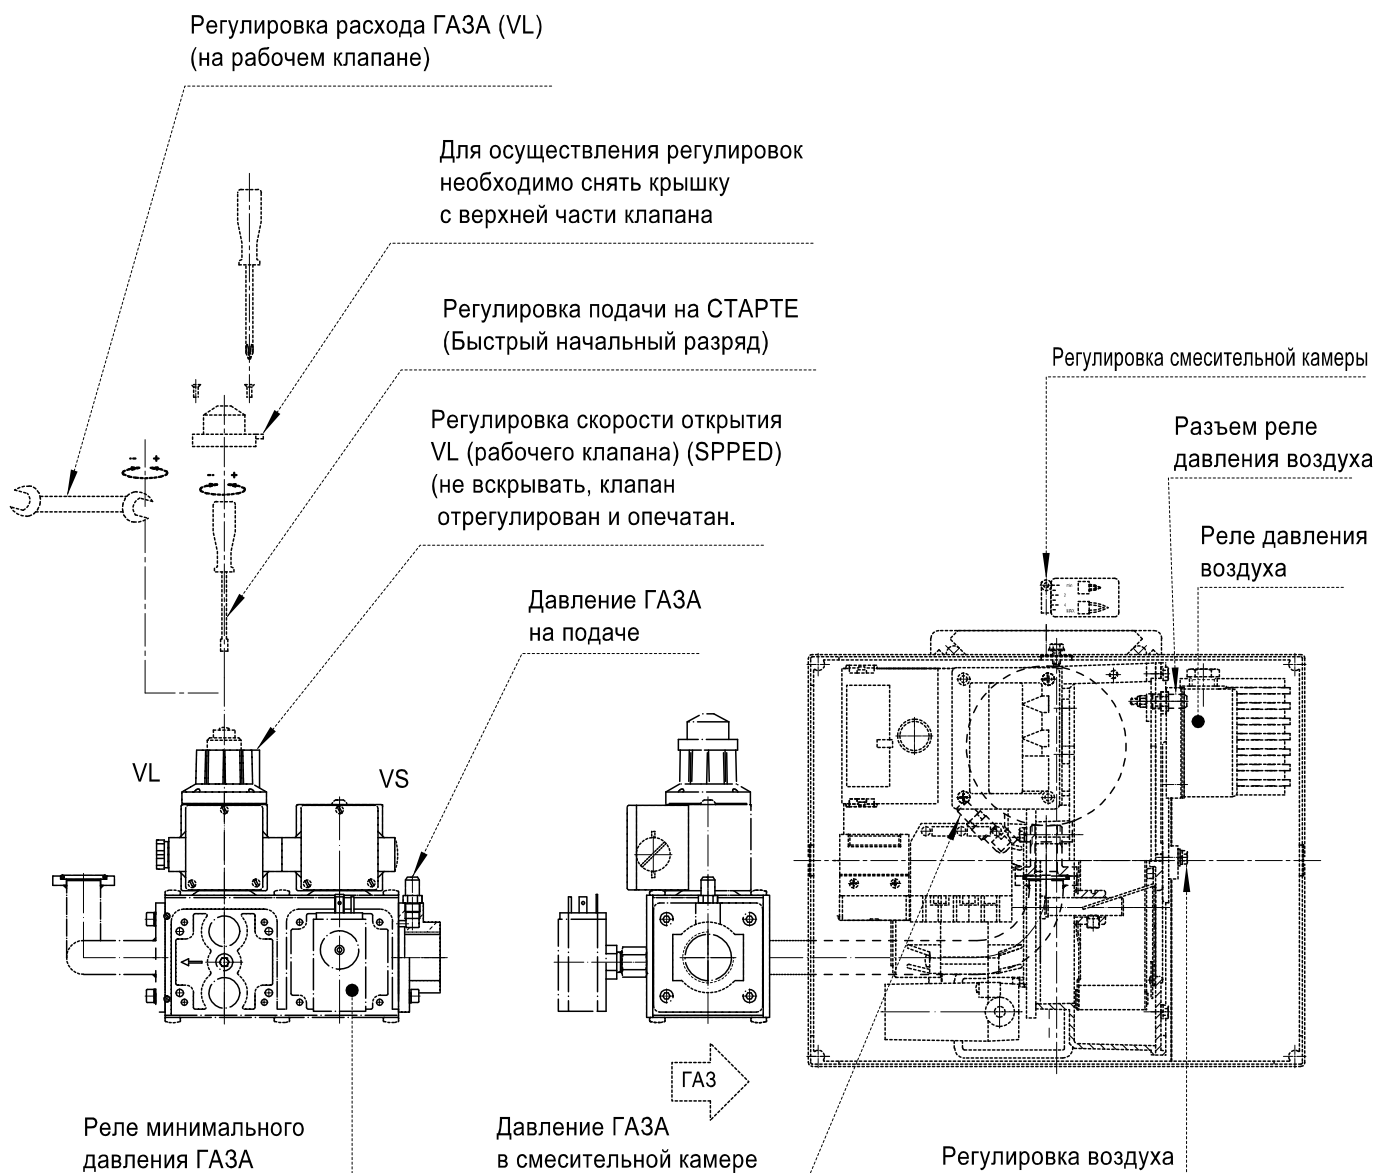 Регулировка расхода ГАЗА (VL)
(на рабочем клапане)
Для осуществления регулировок
необходимо снять крышку
с верхней части клапана
Регулировка подачи на СТАРТЕ
(Быстрый начальный разряд)
Регулировка смесительной камеры
Регулировка скорости открытия
VL (рабочего клапана) (SPPED)
(не вскрывать, клапан
отрегулирован и опечатан.
Разъем реле
давления воздуха
Реле давления
воздуха
- +
- +
Давление ГАЗА
на подаче
VL
VS
ГАЗ
Реле минимального
давления ГАЗА
Давление ГАЗА
в смесительной камере
Регулировка воздуха